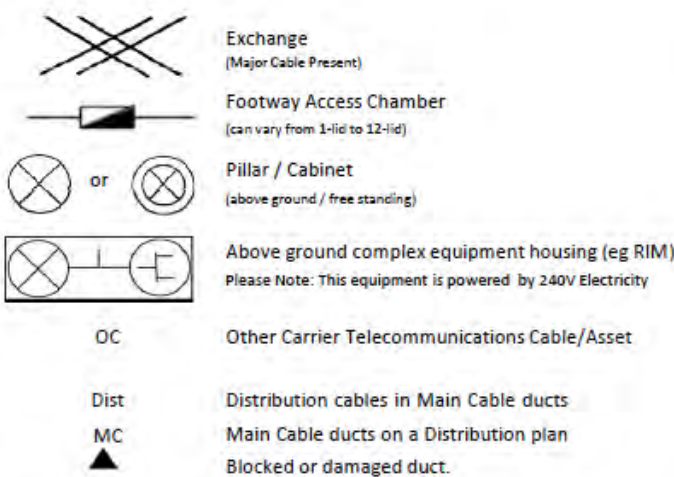 Exchange
(Major Cable Present)
Footway Access Chamber
(can vary from 1-lid to 12-lid)
or
Pillar / Cabinet
(above ground / free standing)
Above ground complex equipment housing (eg RIM)
Please Note: This equipment is powered by 240V Electricity
OC Other Carrier Telecommunications Cable/Asset
Dist Distribution cables in Main Cable ducts
MC Main Cable ducts on a Distribution plan
Blocked or damaged duct.